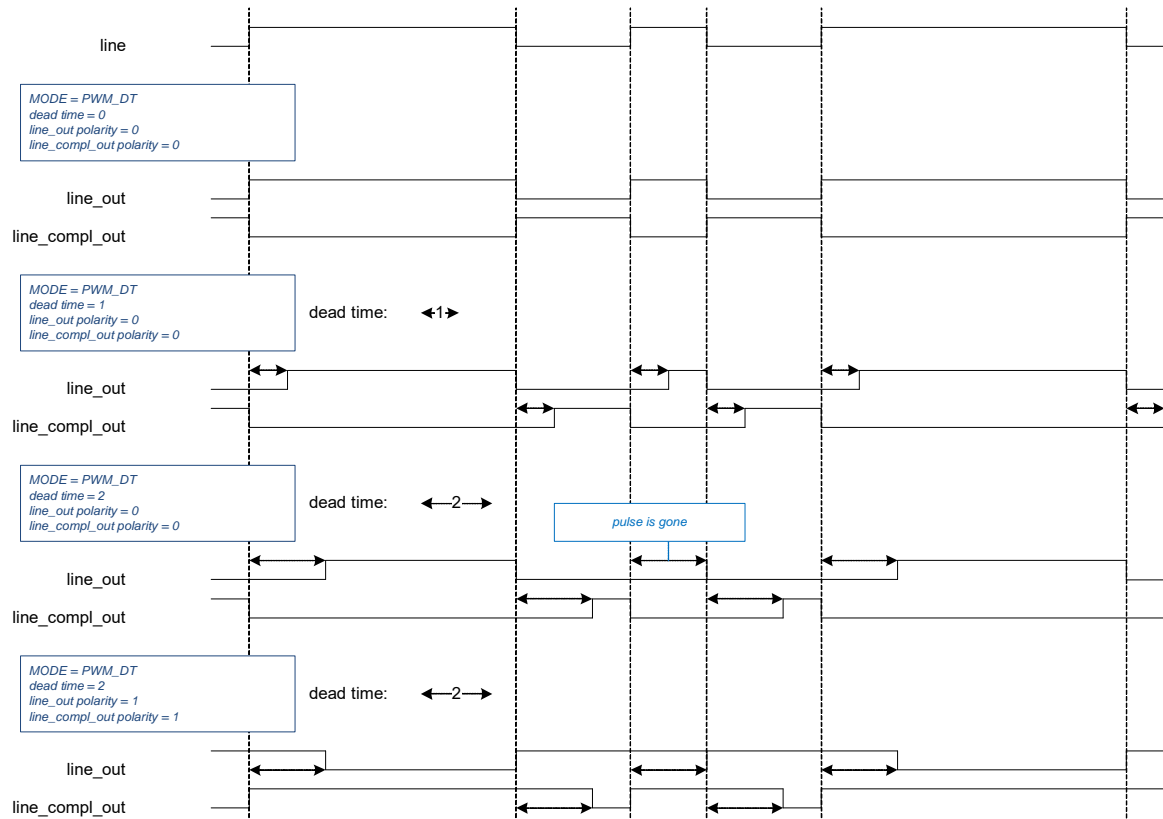 line
MODE = PWM_DT
dead time = 0
line_out polarity = 0
line_compl_out polarity = 0
line_out
line_compl_out
MODE = PWM_DT
dead time = 1
line_out polarity = 0
line_compl_out polarity = 0
dead time: 1
line_out
line_compl_out
MODE = PWM_DT
dead time = 2
line_out polarity = 0
line_compl_out polarity = 0
dead time: 2
pulse is gone
line_out
line_compl_out
MODE = PWM_DT
dead time = 2
line_out polarity = 1
line_compl_out polarity = 1
dead time: 2
line_out
line_compl_out